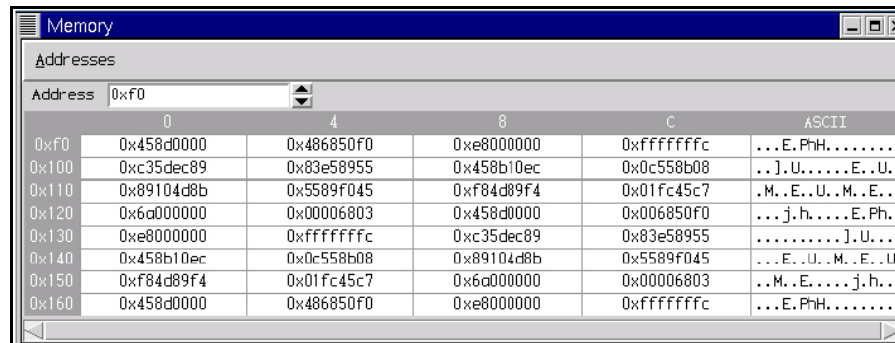 Memory
Addresses
Address 0xf0
0 4 8 C ASCII
0xf0 0x458d0000 0x486850f0 0xe8000000 0xfffffffc ...E.PhH........
0x100 0xc35dec89 0x83e58955 0x458b10ec 0x0c558b08 ..].U......E..U.
0x110 0x89104d8b 0x5589f045 0xf84d89f4 0x01fc45c7 .M..E..U..M..E..
0x120 0x6a000000 0x00006803 0x458d0000 0x006850f0 ...j.h.....E.Ph.
0x130 0xe8000000 0xfffffffc 0xc35dec89 0x83e58955 ..........].U...
0x140 0x458b10ec 0x0c558b08 0x89104d8b 0x5589f045 ...E..U..M..E..U
0x150 0xf84d89f4 0x01fc45c7 0x6a000000 0x00006803 ..M..E.....j.h..
0x160 0x458d0000 0x486850f0 0xe8000000 0xfffffffc ...E.PhH........